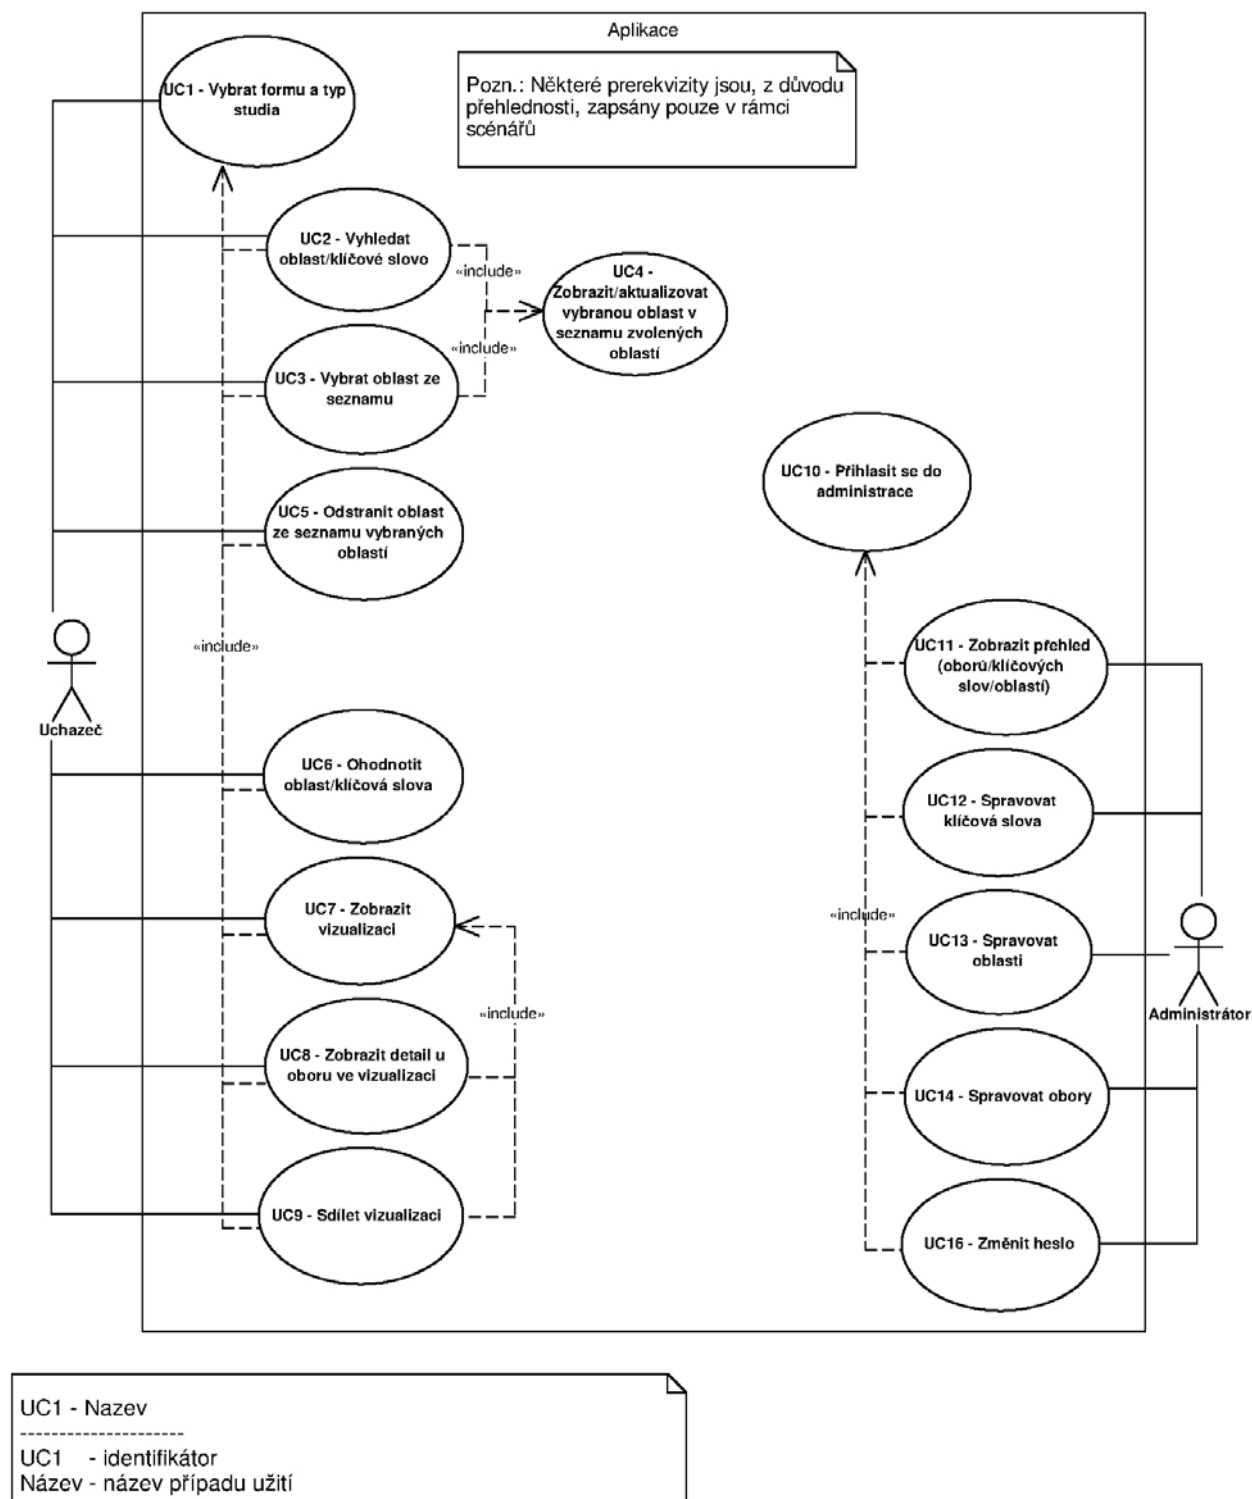 Aplikace
Pozn.: Některé prerekvizity jsou, z důvodu
přehlednosti, zapsány pouze v rámci
scénářů
UC1 - Vybrat formu a typ
studia
UC2 - Vyhledat
oblast/klíčové slovo
«include»
UC4 -
Zobrazit/aktualizovat
vybranou oblast v
seznamu zvolených
oblastí
«include»
UC3 - Vybrat oblast ze
seznamu
UC10 - Přihlasit se do
administrace
UC5 - Odstranit oblast
ze seznamu vybraných
oblastí
«include»
Uchazeč
UC11 - Zobrazit přehled
(oborů/klíčových
slov/oblastí)
UC6 - Ohodnotit
oblast/klíčová slova
UC12 - Spravovat
klíčová slova
UC7 - Zobrazit
vizualizaci
«include»
UC13 - Spravovat
oblasti
«include»
Administrátor
UC8 - Zobrazit detail u
oboru ve vizualizaci
UC14 - Spravovat obory
UC9 - Sdílet vizualizaci
UC16 - Změnit heslo
UC1 - Nazev
---------------------
UC1 - identifikátor
Název - název případu užití